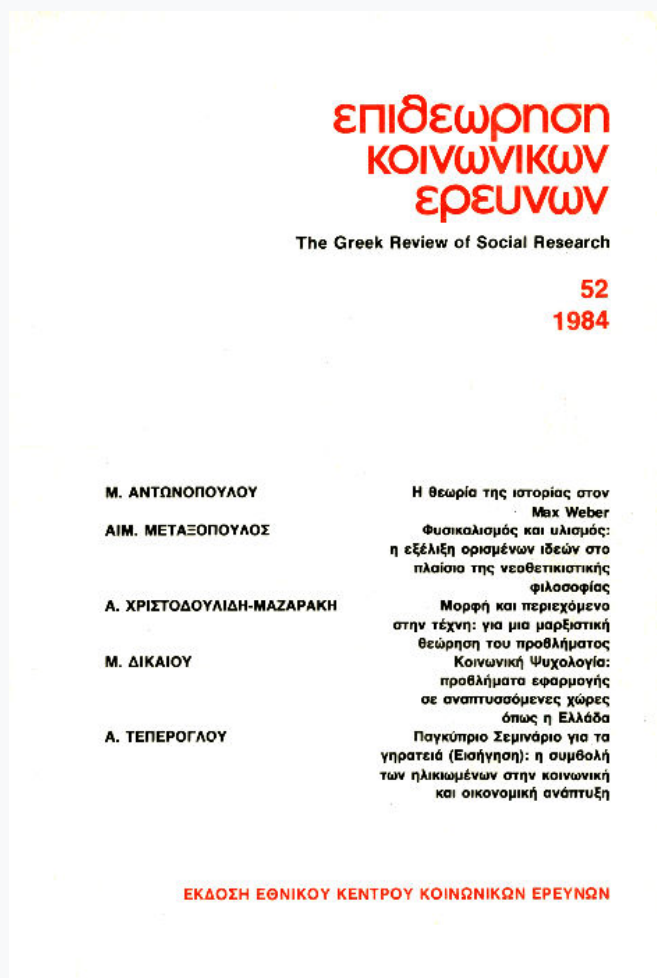 επιθεωρηση
κοινωνικων
ερευνων
The Greek Review of Social Research
52
1984
Μ. ΑΝΤΩΝΟΠΟΥΛΟΥ Η θεωρία της ιστορίας στον
Max Weber
ΑΙΜ. ΜΕΤΑΞΟΠΟΥΛΟΣ Φυσικαλισμός και υλισμός:
η εξέλιξη ορισμένων ιδεών στο
πλαίσιο της νεοθετικιστικής
φιλοσοφίας
Α. ΧΡΙΣΤΟΔΟΥΛΙΔΗ-ΜΑΖΑΡΑΚΗ Μορφή και περιεχόμενο
στην τέχνη: για μια μαρξιστική
θεώρηση του προβλήματος
Μ. ΔΙΚΑΙΟΥ Κοινωνική Ψυχολογία:
προβλήματα εφαρμογής
σε αναπτυσσόμενες χώρες
όπως η Ελλάδα
Α. ΤΕΠΕΡΟΓΛΟΥ Παγκύπριο Σεμινάριο για τα
γηρατειά (Εισήγηση): η συμβολή
των ηλικιωμένων στην κοινωνική
και οικονομική ανάπτυξη
ΕΚΔΟΣΗ ΕΘΝΙΚΟΥ ΚΕΝΤΡΟΥ ΚΟΙΝΩΝΙΚΩΝ ΕΡΕΥΝΩΝ